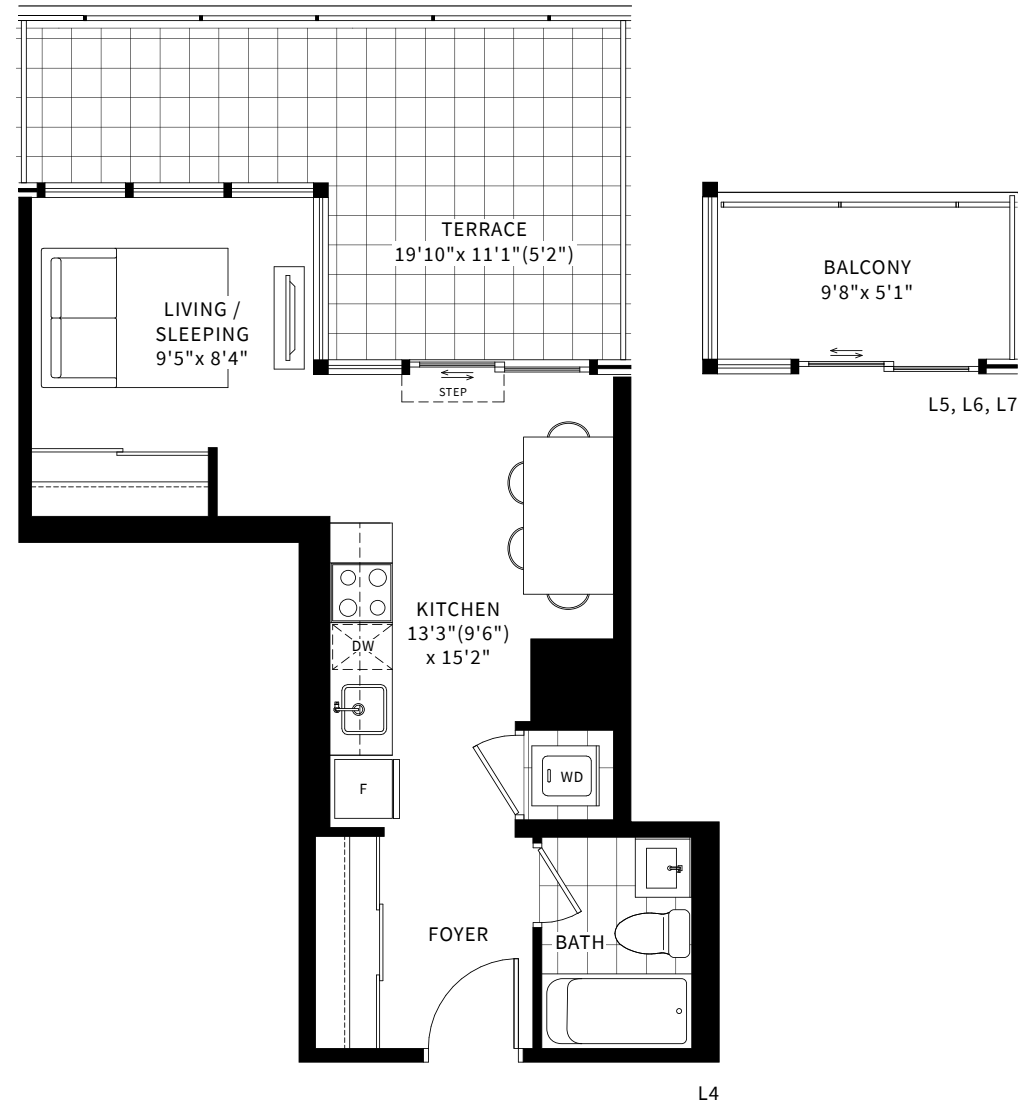 TERRACE
19'10"x 11'1"(5'2")
BALCONY
9'8"x 5'1"
LIVING /
SLEEPING
9'5"x 8'4"
STEP
L5, L6, L7
KITCHEN
13'3"(9'6")
x 15'2"
DW
WD
F
FOYER
BATH
L4